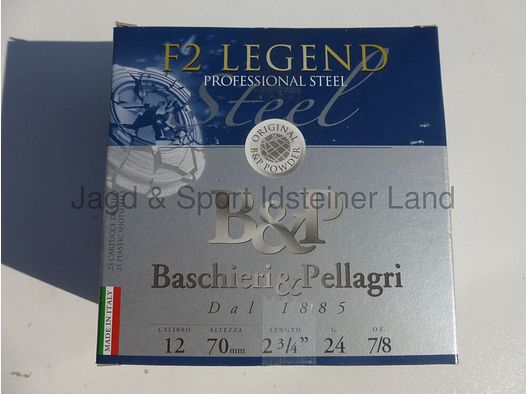 F2 LEGEND
PROFESSIONAL STEEL
Steel
ORIGINAL
B&P POWDER
Jagd & Sport Idsteiner Land
B&P
Baschieri & Pellagri
Dal 1885
CALIBRO ALTEZZA LENGTH G. OZ.
12 70mm 2 3/4" 24 7/8
MADE IN ITALY